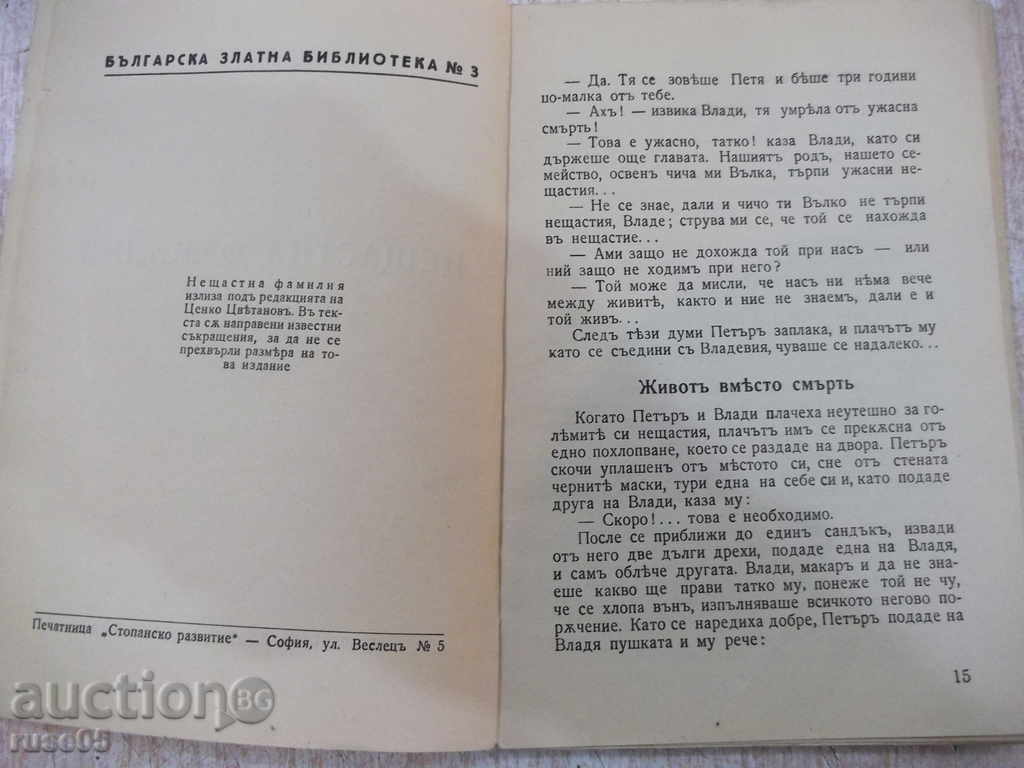 БЪЛГАРСКА ЗЛАТНА БИБЛИОТЕКА № 3
Нещастна фамилия
излиза подъ редакцията на
Ценко Цвѣтановъ. Въ тек-
ста сѫ направени известни
съкращения, за да не се
прехвърли размѣра на то-
ва издание
Печатница „Стопанско развитие“ — София, ул. Веслецъ № 5
— Да. Тя се зовѣше Петя и бѣше три години
по-малка отъ тебе.
— Ахъ! — извика Влади, тя умрѣла отъ ужасна
смърть!
— Това е ужасно, татко! каза Влади, като си
държеше още главата. Нашиятъ родъ, нашето се-
мейство, освенъ чича ми Вълка, търпи ужасни не-
щастия...
— Не се знае, дали и чичо ти Вълко не търпи
нещастия, Владе; струва ми се, че той се нахожда
въ нещастие...
— Ами защо не дохожда той при насъ — или
ний защо не ходимъ при него?
— Той може да мисли, че насъ ни нѣма вече
между живитѣ, както и ние не знаемъ, дали е и
той живъ...
Следъ тѣзи думи Петъръ заплака, и плачътъ му
като се съедини съ Владевия, чуваше се надалеко...
Животъ вмѣсто смърть
Когато Петъръ и Влади плачеха неутешно за го-
лѣмитѣ си нещастия, плачътъ имъ се прекѫсна отъ
едно похлопване, което се раздаде на двора. Петъръ
скочи уплашенъ отъ мѣстото си, сне отъ стената
чернитѣ маски, тури една на себе си и, като подаде
друга на Влади, каза му:
— Скоро!... това е необходимо.
После се приближи до единъ сандъкъ, извади
отъ него две дълги дрехи, подаде една на Владя,
и самъ облѣче другата. Влади, макаръ и да не зна-
еше какво ще прави татко му, понеже той не чу,
че се хлопа вънъ, изпълняваше всичкото негово по-
рѫчение. Като се наредиха добре, Петъръ подаде на
Владя пушката и му рече:
15
auction BG
ruse05